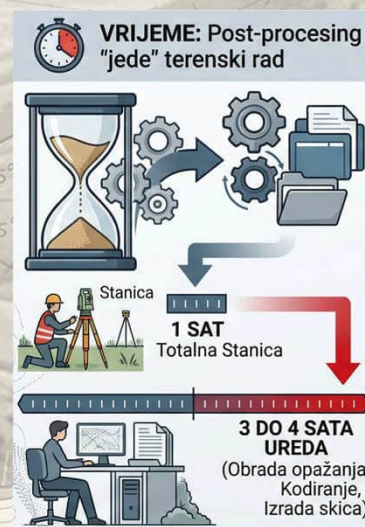 VRIJEME: Post-procesing
"jede" terenski rad
Stanica
1 SAT
Totalna Stanica
3 DO 4 SATA
UREDA
(Obrada opažanja
Kodiranje,
Izrada skica)